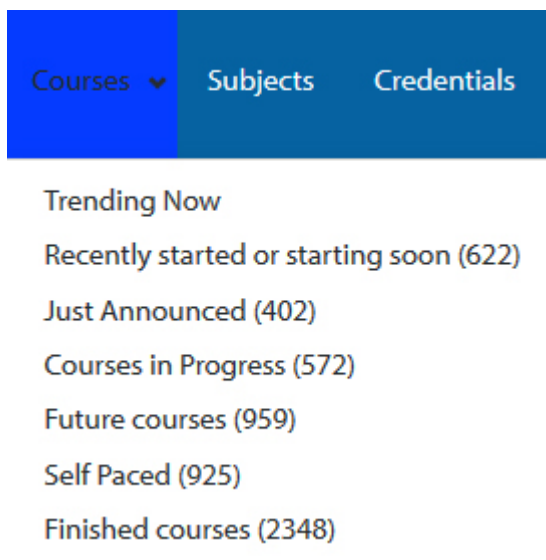 Courses Subjects Credentials
Trending Now
Recently started or starting soon (622)
Just Announced (402)
Courses in Progress (572)
Future courses (959)
Self Paced (925)
Finished courses (2348)